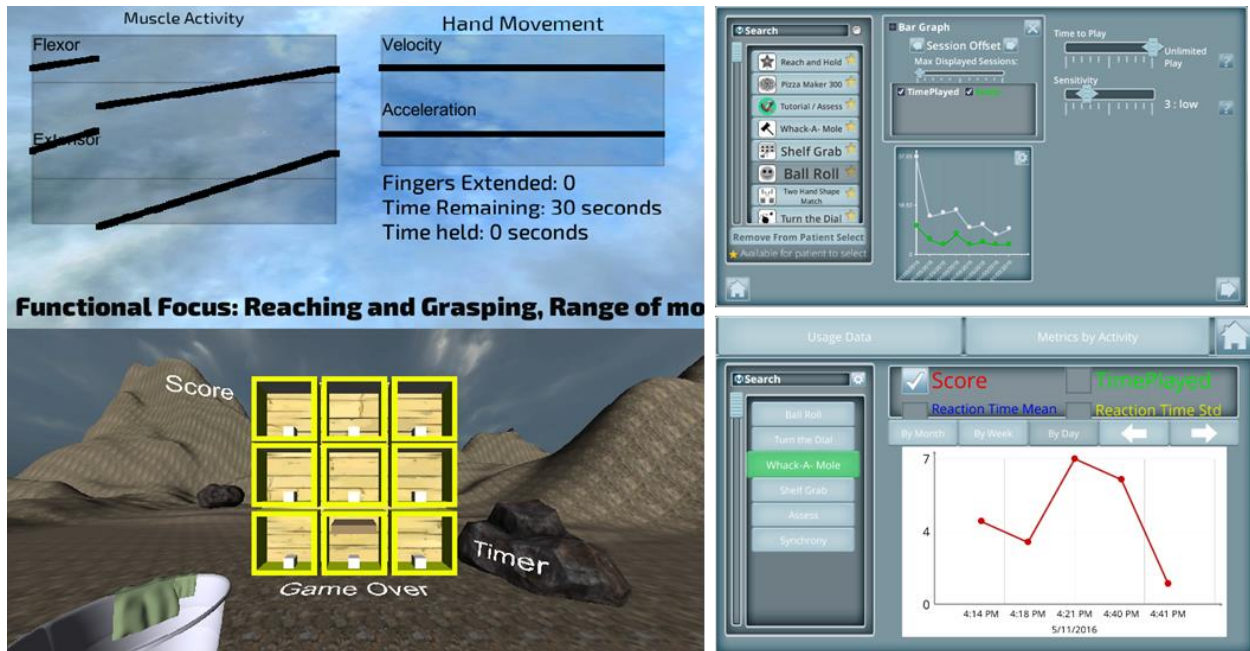 Muscle Activity
Flexor
Extensor
Hand Movement
Velocity
Acceleration
Fingers Extended: 0
Time Remaining: 30 seconds
Time held: 0 seconds
Functional Focus: Reaching and Grasping, Range of mo
Score
Timer
Game Over
Search
Reach and Hold
Pizza Maker 300
Tutorial / Assess
Whack-A- Mole
Shelf Grab
Ball Roll
Two Hand Shape
Match
Turn the Dial
Remove From Patient Select
Available for patient to select
Bar Graph
Session Offset
Max Displayed Sessions:
TimePlayed
0
Time to Play
Unlimited
Play
?
Sensitivity
3 : low
?
Usage Data
Metrics by Activity
Search
Ball Roll
Turn the Dial
Whack-A- Mole
Shelf Grab
Assess
Synchrony
Score
TimePlayed
Reaction Time Mean
Reaction Time Std
By Month
By Week
By Day
7
4
0
4:14 PM 4:18 PM 4:21 PM 4:40 PM 4:41 PM
5/11/2016